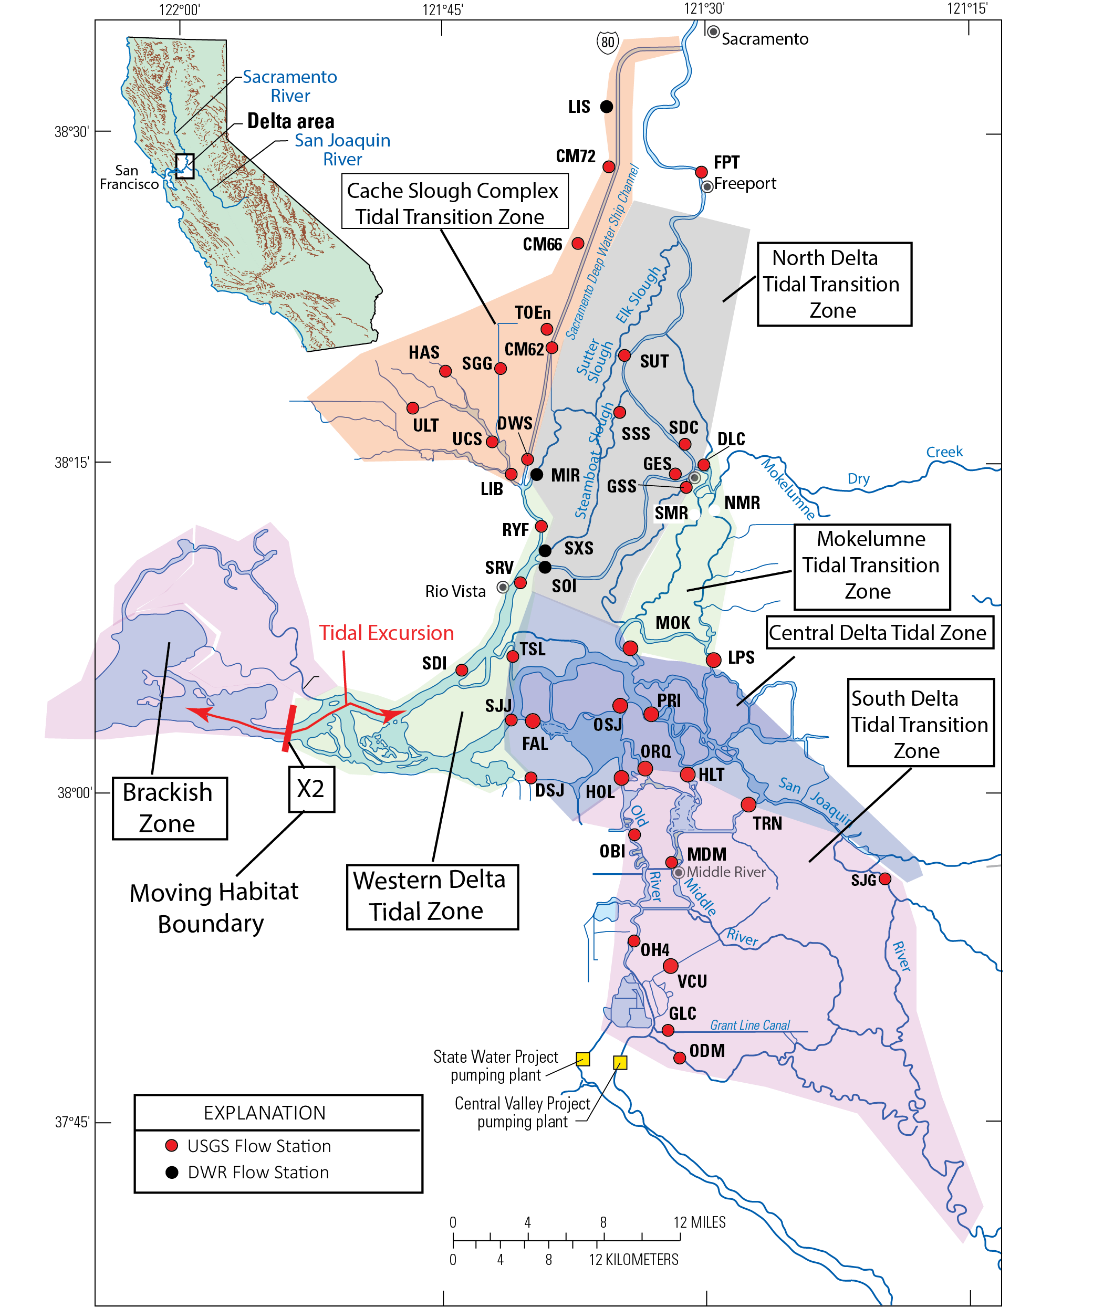 122°00'
121°45'
121°30'
121°15'
80
Sacramento
Sacramento
River
Delta area
San Joaquin
River
San
Francisco
38°30'
LIS
CM72
FPT
Freeport
Cache Slough Complex
Tidal Transition Zone
Sacramento Deep Water Ship Channel
CM66
North Delta
Tidal Transition
Zone
Elk Slough
TOEn
Sutter
Slough
CM62
HAS
SGG
SUT
ULT
UCS
DWS
SSS
Steamboat Slough
SDC
DLC
38°15'
LIB
MIR
GES
GSS
SMR
NMR
Mokelumne
Dry
Creek
RYF
SXS
SRV
SOI
Rio Vista
Mokelumne
Tidal Transition
Zone
MOK
Central Delta Tidal Zone
Tidal Excursion
SDI
TSL
LPS
SJJ
FAL
OSJ
PRI
South Delta
Tidal Transition
Zone
ORQ
HLT
DSJ
HOL
38°00'
San Joaquin
TRN
Brackish
Zone
X2
Old
River
OBI
MDM
Middle River
Middle
River
SJG
River
Moving Habitat
Boundary
Western Delta
Tidal Zone
OH4
VCU
GLC
Grant Line Canal
ODM
State Water Project
pumping plant
Central Valley Project
pumping plant
37°45'
EXPLANATION
USGS Flow Station
DWR Flow Station
0 4 8 12 MILES
0 4 8 12 KILOMETERS